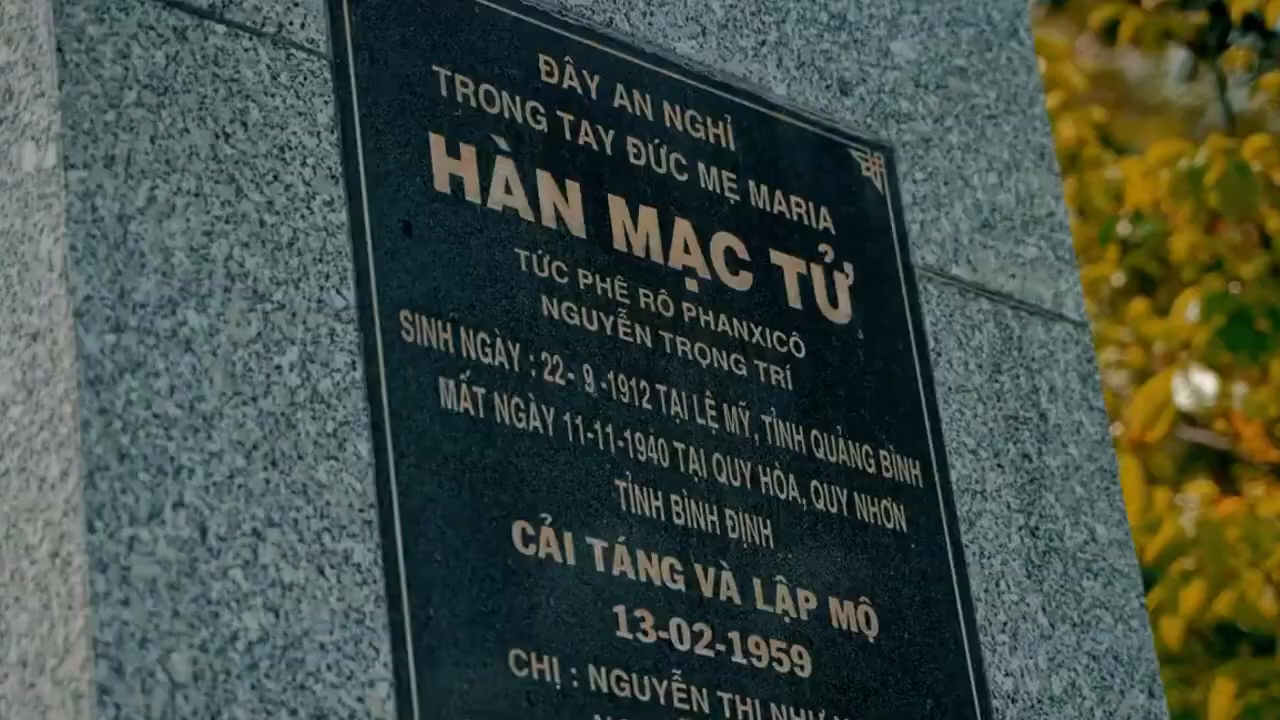 ĐÂY AN NGHỈ
TRONG TAY ĐỨC MẸ MARIA
HÀN MẠC TỬ
TỨC PHÊ RÔ PHANXICÔ
NGUYỄN TRỌNG TRÍ
SINH NGÀY : 22- 9 -1912 TẠI LỆ MỸ, TỈNH QUẢNG BÌNH
MẤT NGÀY 11-11-1940 TẠI QUY HÒA, QUY NHƠN
TỈNH BÌNH ĐỊNH
CẢI TÁNG VÀ LẬP MỘ
13-02-1959
CHỊ : NGUYỄN THỊ NHƯ